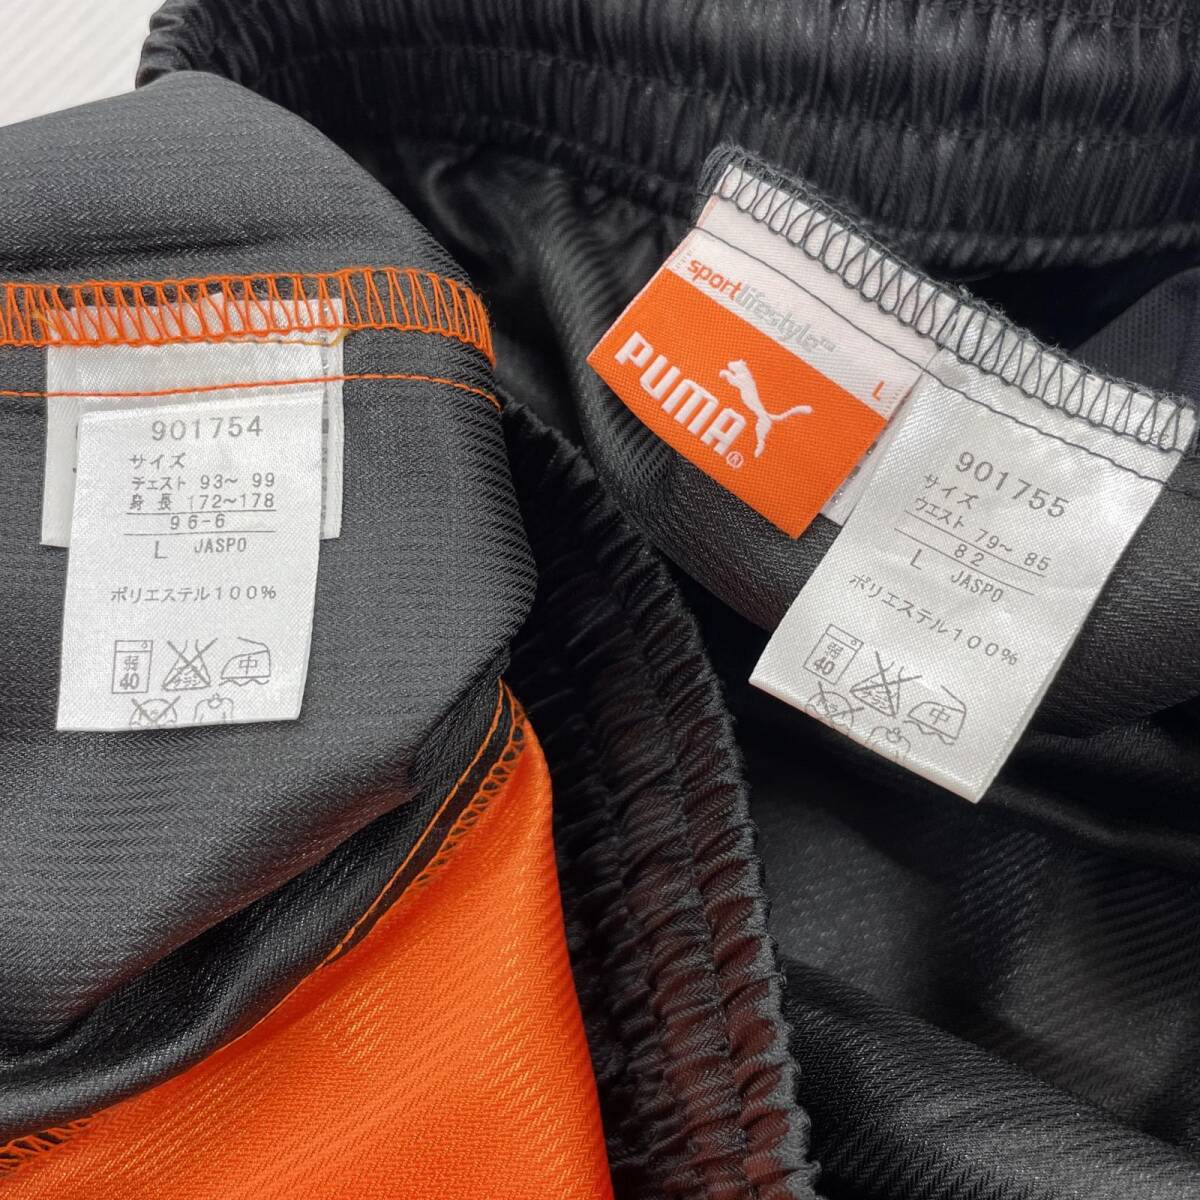 901754
サイズ
チェスト 93～ 99
身 長 172～178
96-6
L JASPO
ポリエステル100%
弱
40
中
sportlifestyle™
PUMA®
L
901755
サイズ
ウエスト 79～ 85
82
L JASPO
ポリエステル100%
弱
40
中